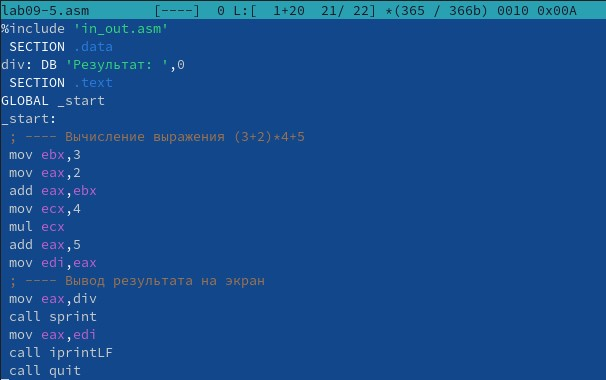 lab09-5.asm [----] 0 L:[ 1+20 21/ 22] *(365 / 366b) 0010 0x00A
%include 'in_out.asm'
SECTION .data
div: DB 'Результат: ',0
SECTION .text
GLOBAL _start
_start:
; ---- Вычисление выражения (3+2)*4+5
mov ebx,3
mov eax,2
add eax,ebx
mov ecx,4
mul ecx
add eax,5
mov edi,eax
; ---- Вывод результата на экран
mov eax,div
call sprint
mov eax,edi
call iprintLF
call quit